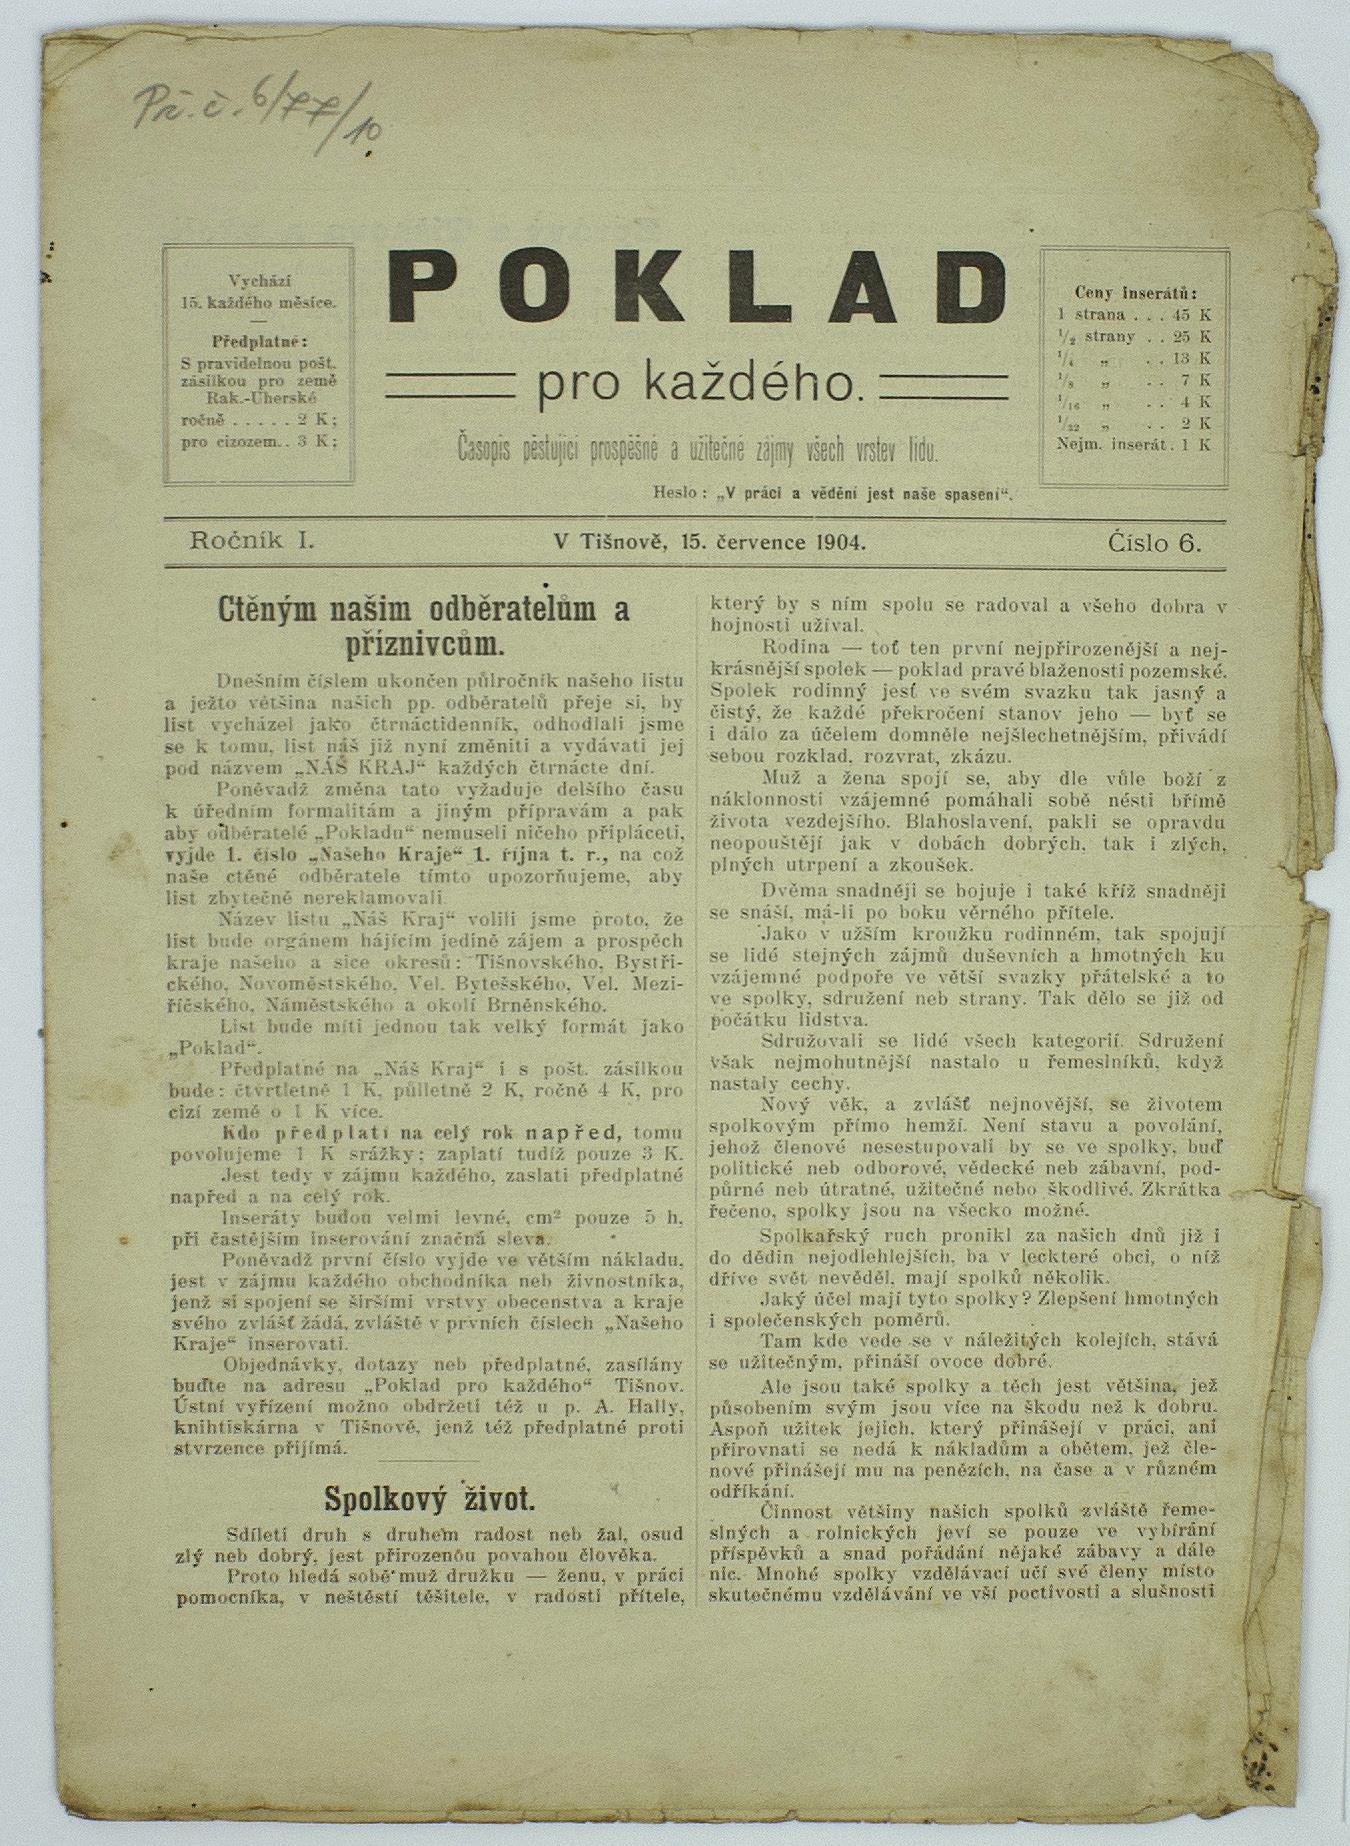 Př. č. 6/77/10
Vychází
15. každého měsíce.
Předplatné:
S pravidelnou pošt.
zásilkou pro země
Rak.-Uherské
ročně . . . . . 2 K;
pro cizozem. . 3 K;
POKLAD
pro každého.
Časopis pěstující prospěšné a užitečné zájmy všech vrstev lidu.
Heslo: „V práci a vědění jest naše spasení“.
Ceny inserátů:
1 strana . . . 45 K
1/2 strany . . 25 K
1/4 „ . . 13 K
1/8 „ . . 7 K
1/16 „ . . 4 K
1/32 „ . . 2 K
Nejm. inserát . 1 K
Ročník I.
V Tišnově, 15. července 1904.
Číslo 6.
Ctěným našim odběratelům a
příznivcům.
Dnešním číslem ukončen půlročník našeho listu
a ježto většina našich pp. odběratelů přeje si, by
list vycházel jako čtrnáctidenník, odhodlali jsme
se k tomu, list náš již nyní změniti a vydávati jej
pod názvem „NÁŠ KRAJ“ každých čtrnácte dní.
Poněvadž změna tato vyžaduje delšího času
k úředním formalitám a jiným přípravám a pak
aby odběratelé „Pokladu“ nemuseli ničeho připláceti,
vyjde 1. číslo „Našeho Kraje“ 1. října t. r., na což
naše ctěné odběratele tímto upozorňujeme, aby
list zbytečně nereklamovali.
Název listu „Náš Kraj“ volili jsme proto, že
list bude orgánem hájícím jedině zájem a prospěch
kraje našeho a sice okresů: Tišnovského, Bystři-
ckého, Novoměstského, Vel. Bytešského, Vel. Mezi-
říčského, Náměstského a okolí Brněnského.
List bude míti jednou tak velký formát jako
„Poklad“.
Předplatné na „Náš Kraj“ i s pošt. zásilkou
bude: čtvrtletně 1 K, půlletně 2 K, ročně 4 K, pro
cizí země o 1 K více.
Kdo předplatí na celý rok napřed, tomu
povolujeme 1 K srážky; zaplatí tudíž pouze 3 K.
Jest tedy v zájmu každého, zaslati předplatné
napřed a na celý rok.
Inseráty budou velmi levné, cm² pouze 5 h,
při častějším inserování značná sleva.
Poněvadž první číslo vyjde ve větším nákladu,
jest v zájmu každého obchodníka neb živnostníka,
jenž si spojení se širšími vrstvy obecenstva a kraje
svého zvlášť žádá, zvláště v prvních číslech „Našeho
Kraje“ inserovati.
Objednávky, dotazy neb předplatné, zasílány
buďte na adresu „Poklad pro každého“ Tišnov.
Ústní vyřízení možno obdržeti též u p. A. Hally,
knihtiskárna v Tišnově, jenž též předplatné proti
stvrzence přijímá.
Spolkový život.
Sdíleti druh s druhem radost neb žal, osud
zlý neb dobrý, jest přirozenou povahou člověka.
Proto hledá sobě muž družku — ženu, v práci
pomocníka, v neštěstí těšitele, v radosti přítele,
který by s ním spolu se radoval a všeho dobra v
hojnosti užíval.
Rodina — toť ten první nejpřirozenější a nej-
krásnější spolek — poklad pravé blaženosti pozemské.
Spolek rodinný jesť ve svém svazku tak jasný a
čistý, že každé překročení stanov jeho — byť se
i dálo za účelem domněle nejšlechetnějším, přivádí
sebou rozklad, rozvrat, zkázu.
Muž a žena spojí se, aby dle vůle boží z
náklonnosti vzájemné pomáhali sobě nésti břímě
života vezdejšího. Blahoslavení, pakli se opravdu
neopouštějí jak v dobách dobrých, tak i zlých,
plných utrpení a zkoušek.
Dvěma snadněji se bojuje i také kříž snadněji
se snáší, má-li po boku věrného přítele.
Jako v užším kroužku rodinném, tak spojují
se lidé stejných zájmů duševních a hmotných ku
vzájemné podpoře ve větší svazky přátelské a to
ve spolky, sdružení neb strany. Tak dělo se již od
počátku lidstva.
Sdružovali se lidé všech kategorií. Sdružení
však nejmohutnější nastalo u řemeslníků, když
nastaly cechy.
Nový věk, a zvlášť nejnovější, se životem
spolkovým přímo hemží. Není stavu a povolání,
jehož členové nesestupovali by se ve spolky, buď
politické neb odborové, vědecké neb zábavní, pod-
půrné neb útratné, užitečné nebo škodlivé. Zkrátka
řečeno, spolky jsou na všecko možné.
Spolkařský ruch pronikl za našich dnů již i
do dědin nejodlehlejších, ba v leckteré obci, o níž
dříve svět nevěděl, mají spolků několik.
Jaký účel mají tyto spolky? Zlepšení hmotných
i společenských poměrů.
Tam kde vede se v náležitých kolejích, stává
se užitečným, přináší ovoce dobré.
Ale jsou také spolky a těch jest většina, jež
působením svým jsou více na škodu než k dobru.
Aspoň užitek jejich, který přinášejí v práci, ani
přirovnati se nedá k nákladům a obětem, jež čle-
nové přinášejí mu na penězích, na čase a v různém
odříkání.
Činnost většiny našich spolků zvláště řeme-
slných a rolnických jeví se pouze ve vybírání
příspěvků a snad pořádání nějaké zábavy a dále
nic. Mnohé spolky vzdělávací učí své členy místo
skutečnému vzdělávání ve vší poctivosti a slušnosti